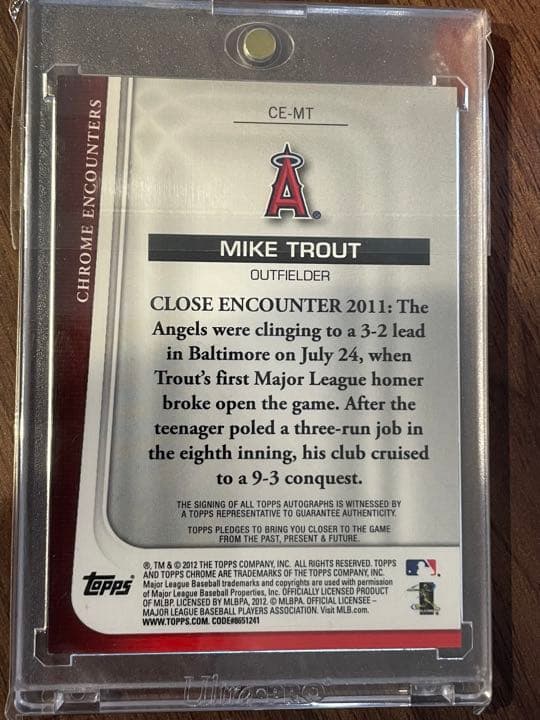 CE-MT
CHROME ENCOUNTERS
A®
MIKE TROUT
OUTFIELDER
CLOSE ENCOUNTER 2011: The
Angels were clinging to a 3-2 lead
in Baltimore on July 24, when
Trout's first Major League homer
broke open the game. After the
teenager poled a three-run job in
the eighth inning, his club cruised
to a 9-3 conquest.
THE SIGNING OF ALL TOPPS AUTOGRAPHS IS WITNESSED BY
A TOPPS REPRESENTATIVE TO GUARANTEE AUTHENTICITY.
TOPPS PLEDGES TO BRING YOU CLOSER TO THE GAME
FROM THE PAST, PRESENT & FUTURE.
topps
®, TM & © 2012 THE TOPPS COMPANY, INC. ALL RIGHTS RESERVED. TOPPS
AND TOPPS CHROME ARE TRADEMARKS OF THE TOPPS COMPANY, INC.
Major League Baseball trademarks and copyrights are used with permission
of Major League Baseball Properties, Inc. OFFICIALLY LICENSED PRODUCT
OF MLBP. LICENSED BY MLBPA, 2012. © MLBPA. OFFICIAL LICENSEE –
MAJOR LEAGUE BASEBALL PLAYERS ASSOCIATION. Visit MLB.com.
WWW.TOPPS.COM. CODE#8651241
Ultra PRO